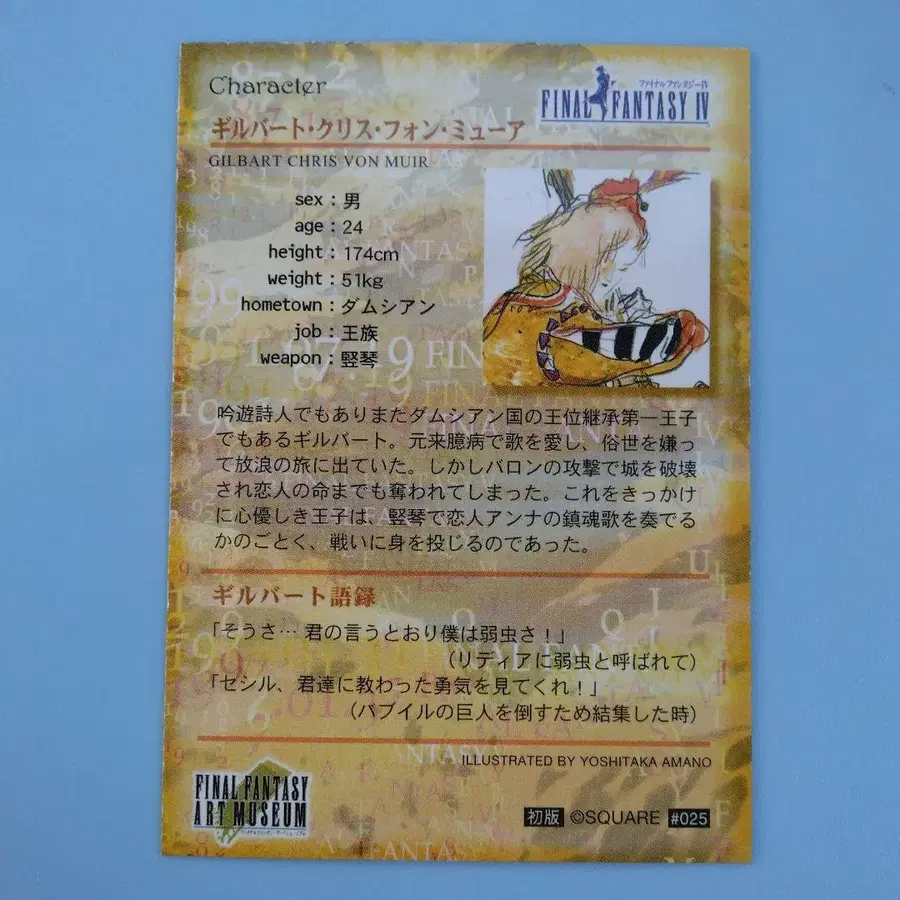 Character
ファイナルファンタジーIV
FINAL FANTASY IV
ギルバート・クリス・フォン・ミューア
GILBART CHRIS VON MUIR
sex：男
age：24
height：174cm
weight：51kg
hometown：ダムシアン
job：王族
weapon：竪琴
吟遊詩人でもありまたダムシアン国の王位継承第一王子
でもあるギルバート。元来臆病で歌を愛し、俗世を嫌っ
て放浪の旅に出ていた。しかしバロンの攻撃で城を破壊
され恋人の命までも奪われてしまった。これをきっかけ
に心優しき王子は、竪琴で恋人アンナの鎮魂歌を奏でる
かのごとく、戦いに身を投じるのであった。
ギルバート語録
「そうさ… 君の言うとおり僕は弱虫さ！」
（リディアに弱虫と呼ばれて）
「セシル、君達に教わった勇気を見てくれ！」
（バブイルの巨人を倒すため結集した時）
ILLUSTRATED BY YOSHITAKA AMANO
FINAL FANTASY
ART MUSEUM
初版 ©SQUARE #025